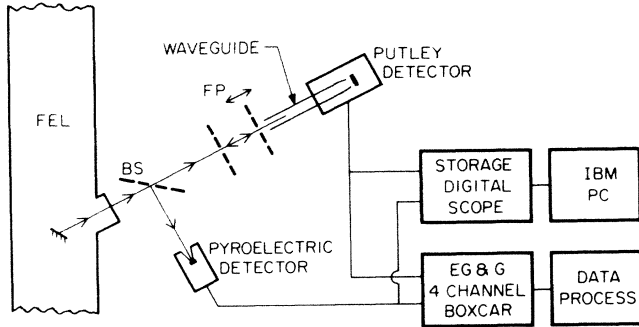 WAVEGUIDE
PUTLEY
DETECTOR
FP
FEL
BS
STORAGE
DIGITAL
SCOPE
IBM
PC
PYROELECTRIC
DETECTOR
EG & G
4 CHANNEL
BOXCAR
DATA
PROCESS